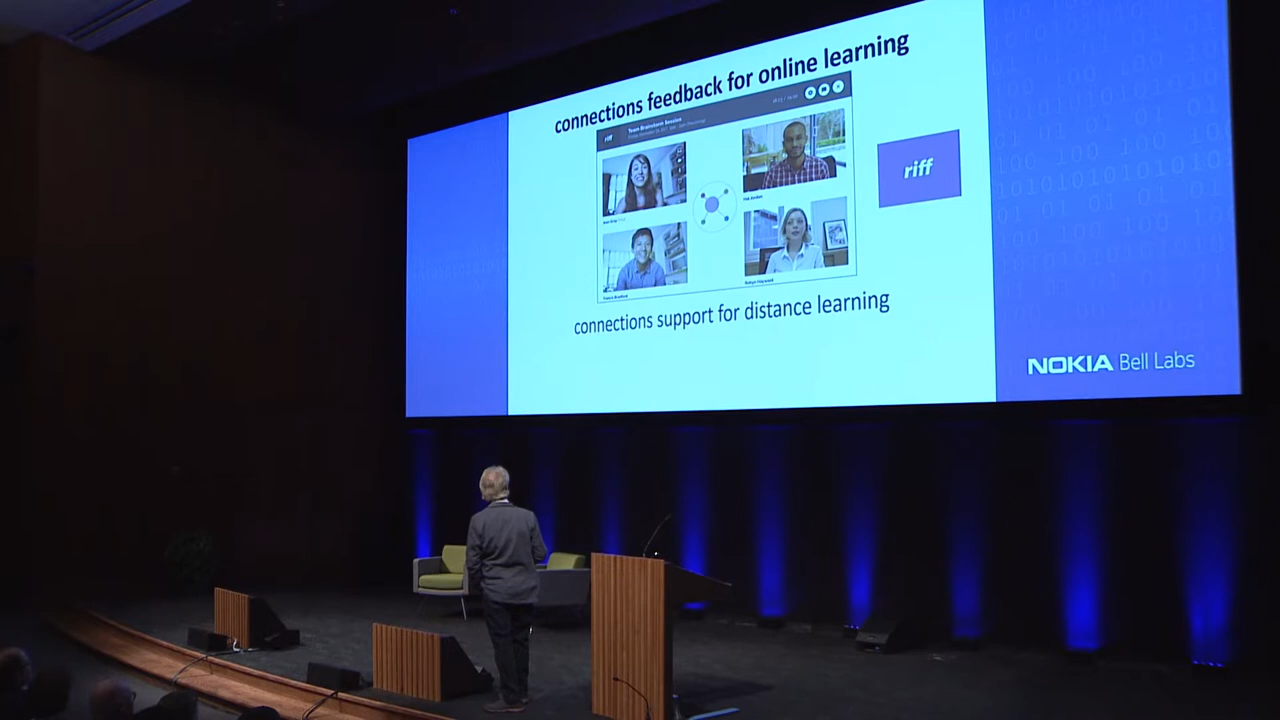 connections feedback for online learning
riff
Team Brainstorm Session
riff
connections support for distance learning
NOKIA Bell Labs